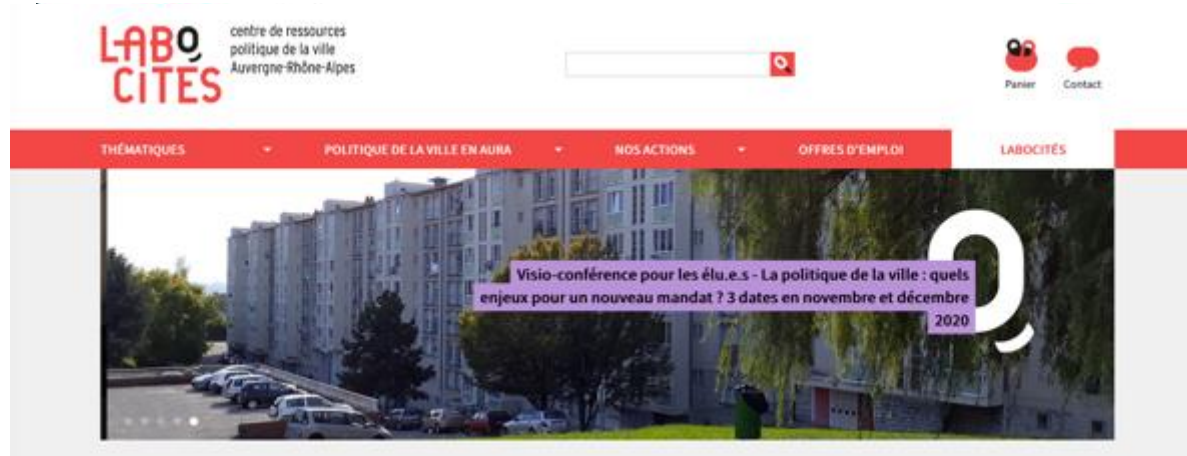 LABO
CITÉS
centre de ressources
politique de la ville
Auvergne-Rhône-Alpes
Panier
Contact
THÉMATIQUES
POLITIQUE DE LA VILLE EN AURA
NOS ACTIONS
OFFRES D'EMPLOI
LABOCITÉS
Visio-conférence pour les élu.e.s - La politique de la ville : quels
enjeux pour un nouveau mandat ? 3 dates en novembre et décembre
2020